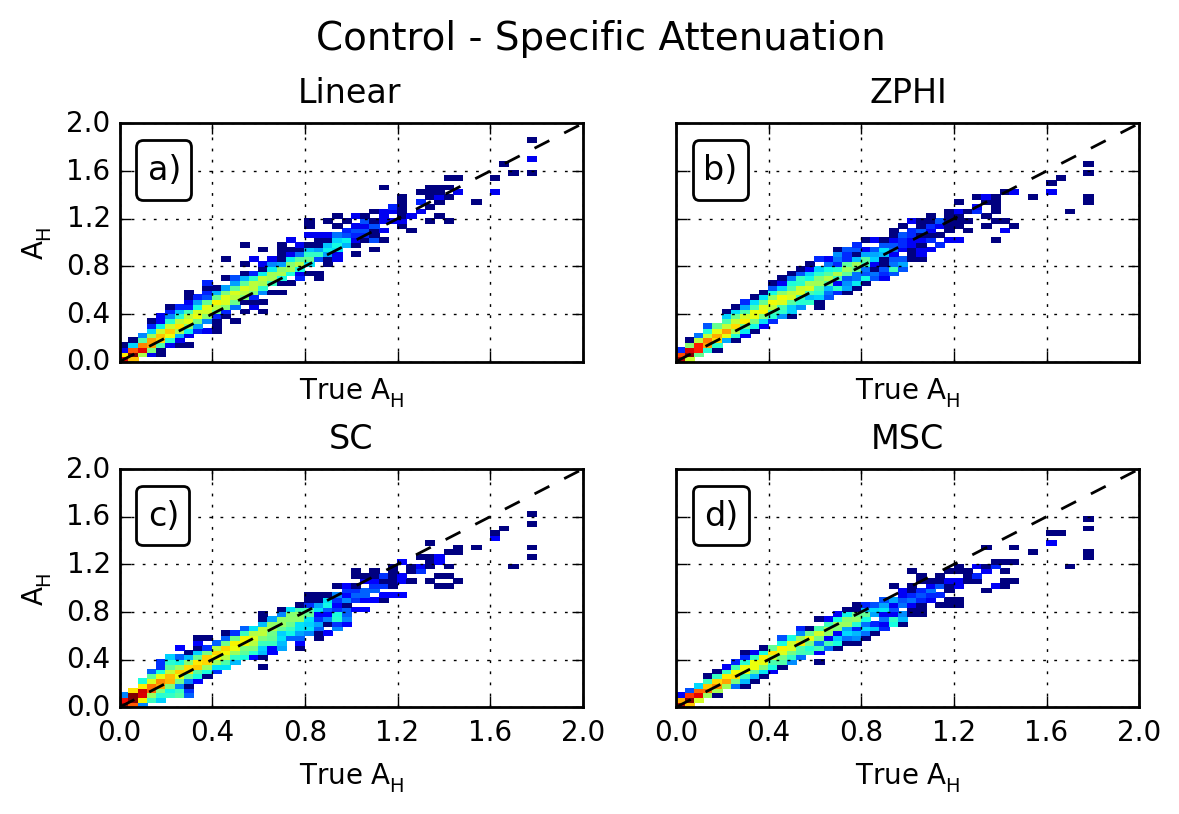 Control - Specific Attenuation
Linear
ZPHI
2.0
1.6
1.2
0.8
0.4
0.0
A_H
a)
b)
True A_H
True A_H
SC
MSC
2.0
1.6
1.2
0.8
0.4
0.0
A_H
c)
d)
0.0 0.4 0.8 1.2 1.6 2.0
0.0 0.4 0.8 1.2 1.6 2.0
True A_H
True A_H